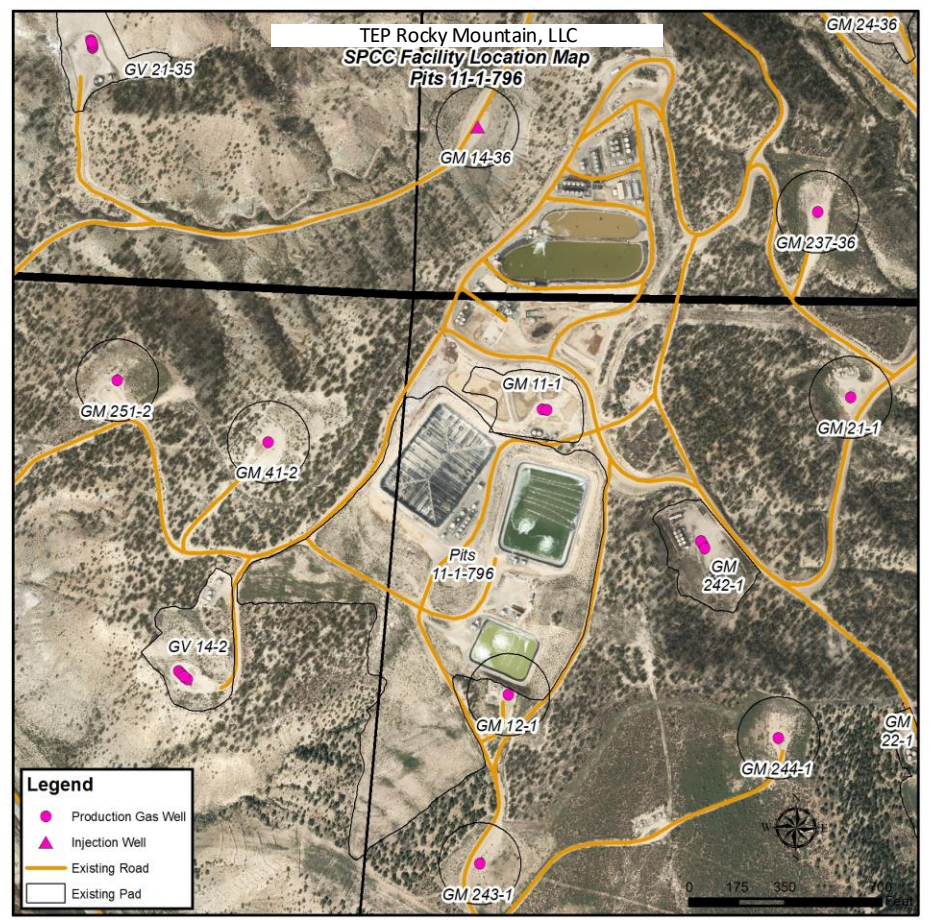 TEP Rocky Mountain, LLC
SPCC Facility Location Map
Pits 11-1-796
GM 24-36
GV 21-35
GM 14-36
GM 237-36
GM 11-1
GM 251-2
GM 21-1
GM 41-2
Pits
11-1-796
GM
242-1
GV 14-2
GM 12-1
GM
22-1
GM 244-1
GM 243-1
Legend
Production Gas Well
Injection Well
Existing Road
Existing Pad
N
W
E
S
0 175 350 700
Feet